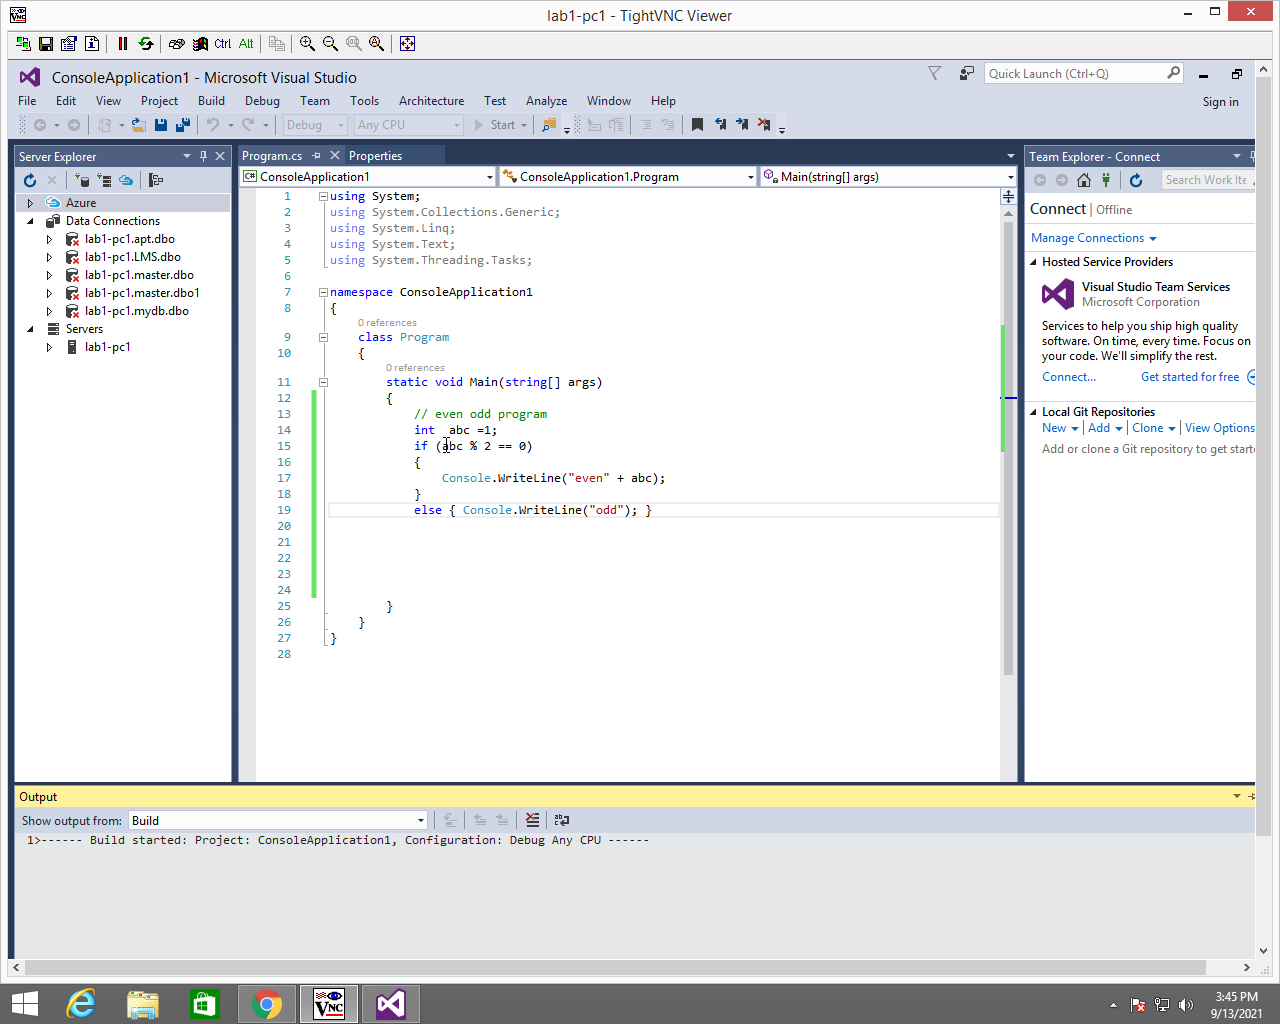 lab1-pc1 - TightVNC Viewer
Ctrl Alt
ConsoleApplication1 - Microsoft Visual Studio
Quick Launch (Ctrl+Q)
File Edit View Project Build Debug Team Tools Architecture Test Analyze Window Help
Sign in
Debug Any CPU Start
Server Explorer
Azure
Data Connections
lab1-pc1.apt.dbo
lab1-pc1.LMS.dbo
lab1-pc1.master.dbo
lab1-pc1.master.dbo1
lab1-pc1.mydb.dbo
Servers
lab1-pc1
Program.cs Properties
ConsoleApplication1 ConsoleApplication1.Program Main(string[] args)
1 using System;
2 using System.Collections.Generic;
3 using System.Linq;
4 using System.Text;
5 using System.Threading.Tasks;
6
7 namespace ConsoleApplication1
8 {
0 references
9 class Program
10 {
0 references
11 static void Main(string[] args)
12 {
13 // even odd program
14 int abc =1;
15 if (abc % 2 == 0)
16 {
17 Console.WriteLine("even" + abc);
18 }
19 else { Console.WriteLine("odd"); }
20
21
22
23
24
25 }
26 }
27 }
28
Team Explorer - Connect
Search Work Ite
Connect | Offline
Manage Connections
Hosted Service Providers
Visual Studio Team Services
Microsoft Corporation
Services to help you ship high quality
software. On time, every time. Focus on
your code. We'll simplify the rest.
Connect... Get started for free
Local Git Repositories
New | Add | Clone | View Options
Add or clone a Git repository to get starte
Output
Show output from: Build
1>------ Build started: Project: ConsoleApplication1, Configuration: Debug Any CPU ------
VNC
3:45 PM
9/13/2021